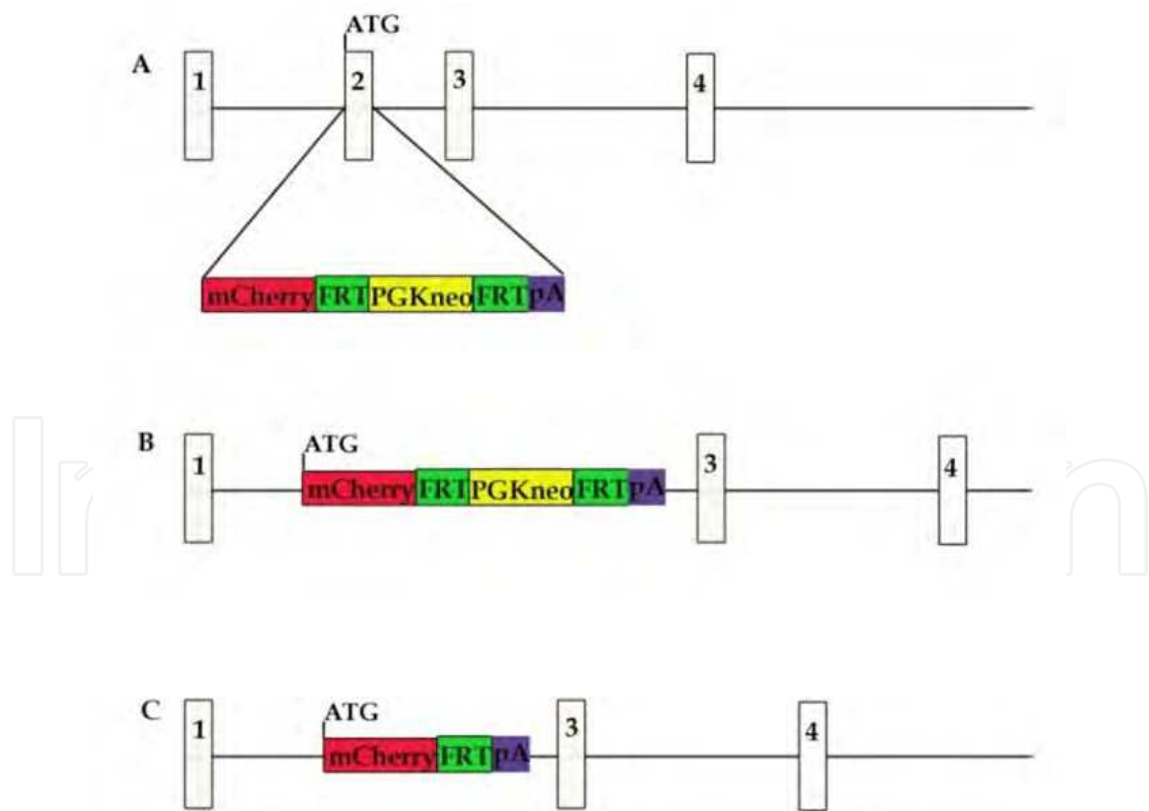 ATG
A 1 2 3 4
mCherry FRT PGKneo FRT pA
B
ATG
1 3 4
mCherry FRT PGKneo FRT pA
C
ATG
1 3 4
mCherry FRT pA